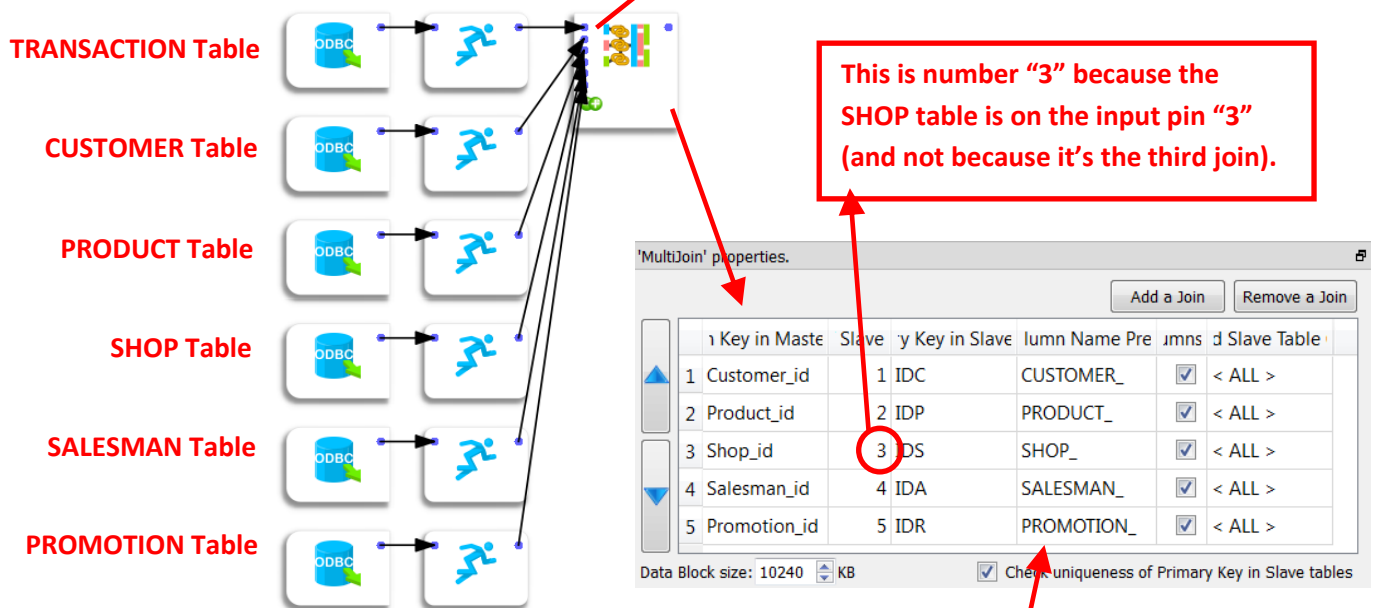 TRANSACTION Table
CUSTOMER Table
PRODUCT Table
SHOP Table
SALESMAN Table
PROMOTION Table
ODBC
ODBC
ODBC
ODBC
ODBC
ODBC
This is number “3” because the
SHOP table is on the input pin “3”
(and not because it’s the third join).
'MultiJoin' properties.
Add a Join Remove a Join
Key in Maste Slave y Key in Slave lumn Name Pre umns d Slave Table
1 Customer_id 1 IDC CUSTOMER_ < ALL >
2 Product_id 2 IDP PRODUCT_ < ALL >
3 Shop_id 3 IDS SHOP_ < ALL >
4 Salesman_id 4 IDA SALESMAN_ < ALL >
5 Promotion_id 5 IDR PROMOTION_ < ALL >
Data Block size: 10240 KB Check uniqueness of Primary Key in Slave tables